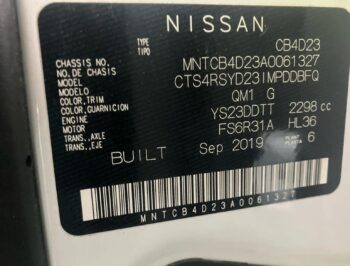 NISSAN
TYPE
TIPO
CB4D23
CHASSIS NO.
NO. CHASIS
MNTCB4D23A0061327
MODEL
MODELO
CTS4RSYD23IMPDDBFQ
COLOR, TRIM
COLOR, GUARNICION
QM1 G
ENGINE
MOTOR
YS23DDTT 2298 cc
TRANS., AXLE
TRANS., EJE
FS6R31A HL36
BUILT Sep 2019
PLANT
PLANTA
6
MNTCB4D23A0061327